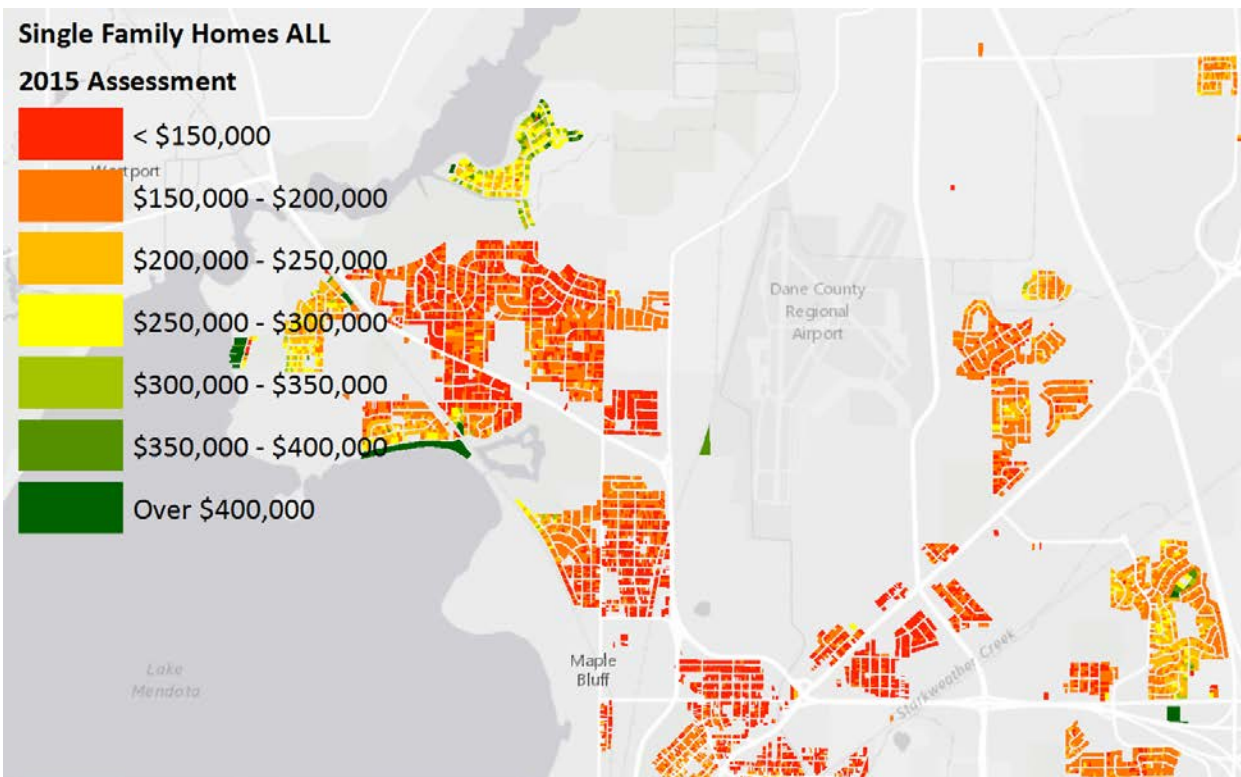 Single Family Homes ALL
2015 Assessment
< $150,000
Westport
$150,000 - $200,000
$200,000 - $250,000
$250,000 - $300,000
$300,000 - $350,000
$350,000 - $400,000
Over $400,000
Dane County
Regional
Airport
Lake
Mendota
Maple
Bluff
Starkweather Creek